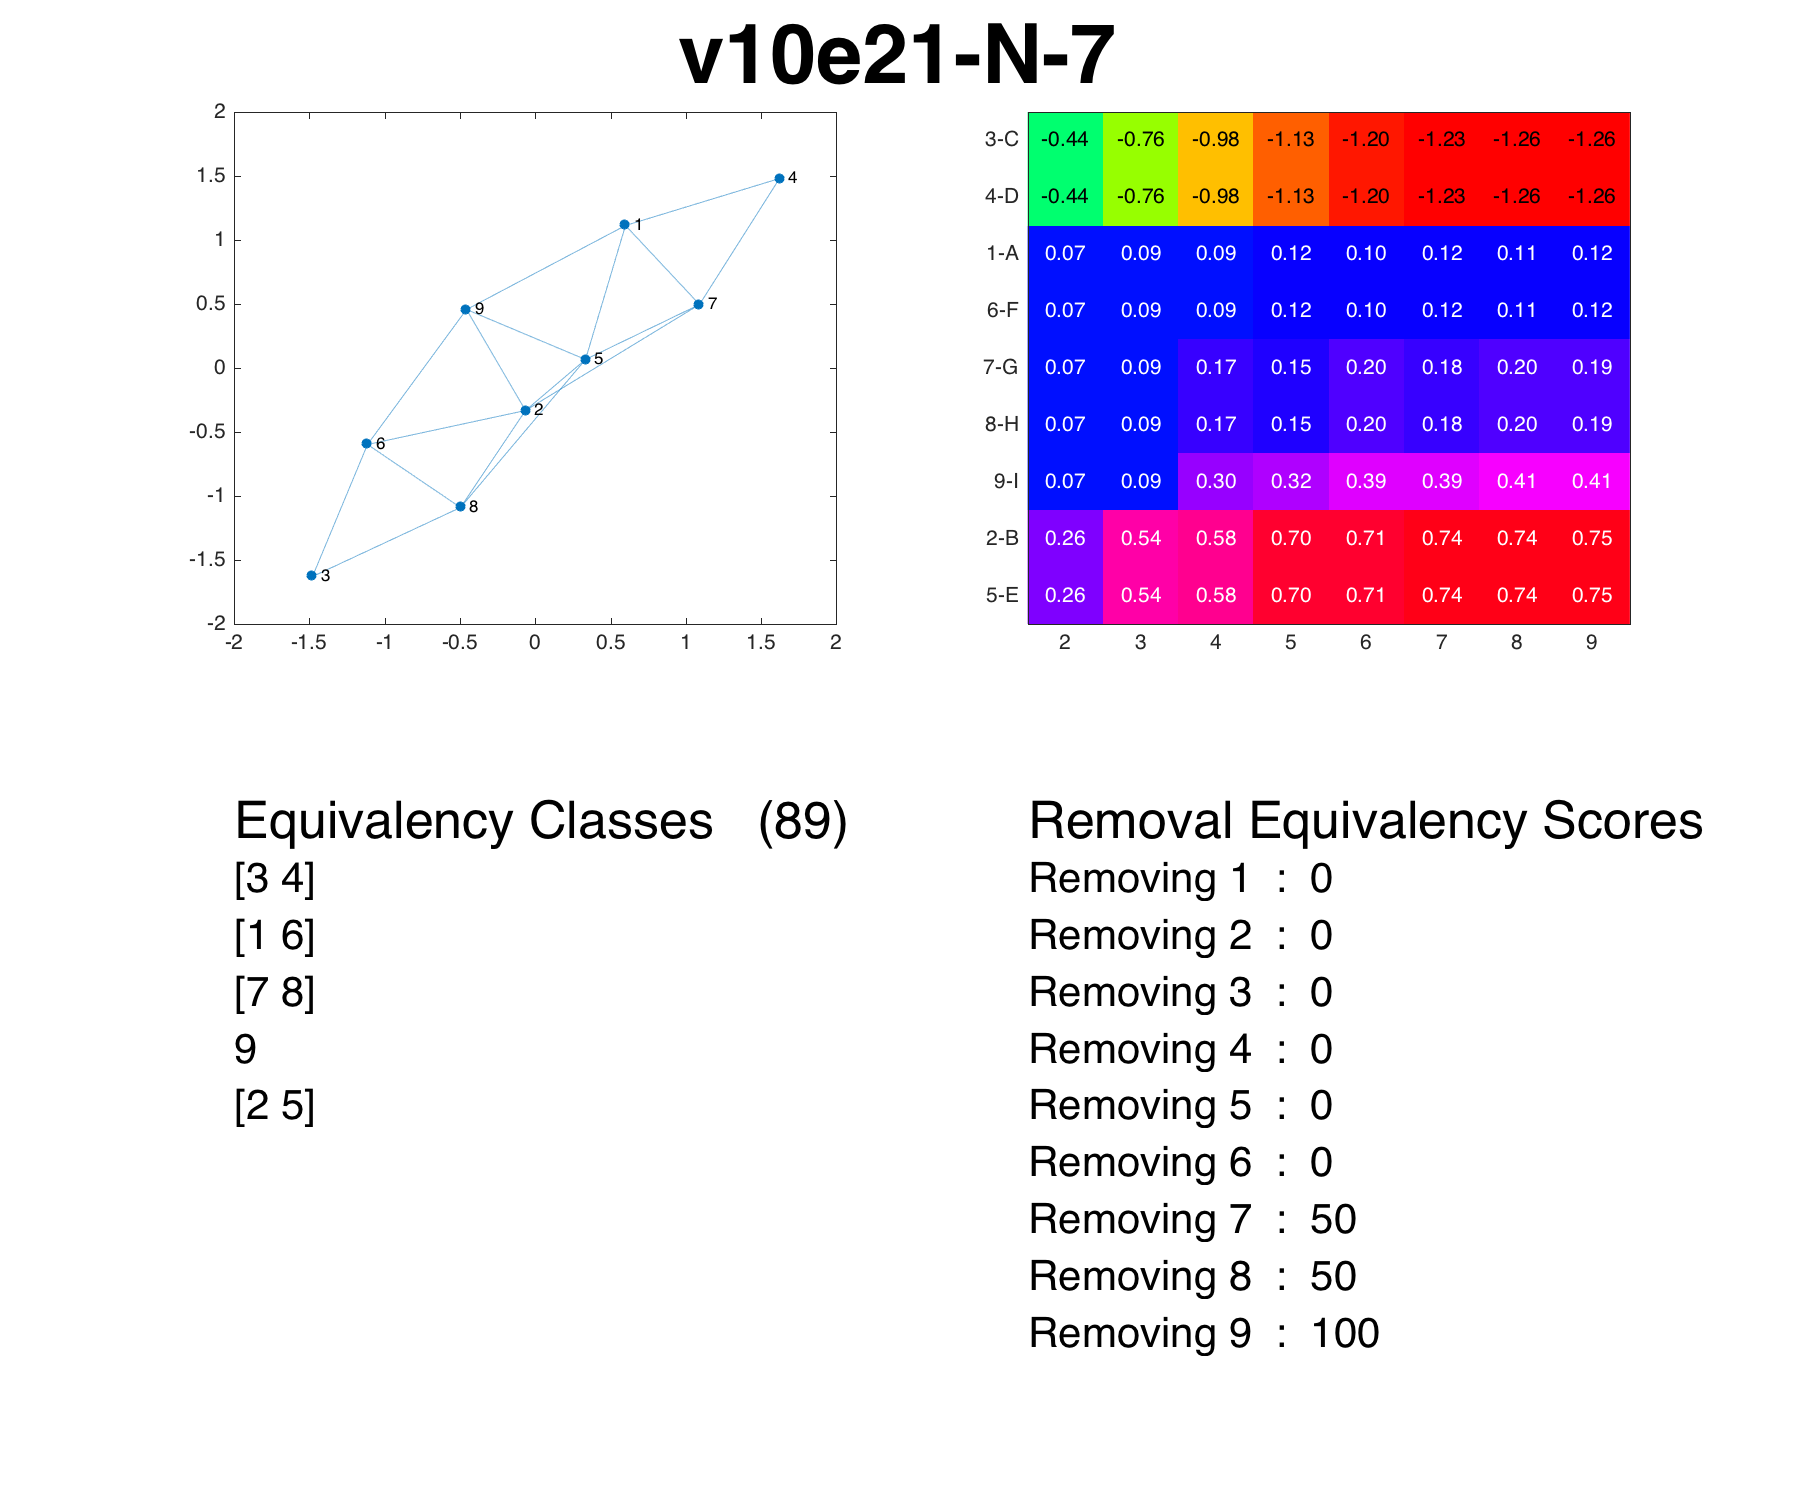 v10e21-N-7
2
1.5
1
0.5
0
-0.5
-1
-1.5
-2
-2 -1.5 -1 -0.5 0 0.5 1 1.5 2
4
1
7
9
5
2
6
8
3
3-C -0.44 -0.76 -0.98 -1.13 -1.20 -1.23 -1.26 -1.26
4-D -0.44 -0.76 -0.98 -1.13 -1.20 -1.23 -1.26 -1.26
1-A 0.07 0.09 0.09 0.12 0.10 0.12 0.11 0.12
6-F 0.07 0.09 0.09 0.12 0.10 0.12 0.11 0.12
7-G 0.07 0.09 0.17 0.15 0.20 0.18 0.20 0.19
8-H 0.07 0.09 0.17 0.15 0.20 0.18 0.20 0.19
9-I 0.07 0.09 0.30 0.32 0.39 0.39 0.41 0.41
2-B 0.26 0.54 0.58 0.70 0.71 0.74 0.74 0.75
5-E 0.26 0.54 0.58 0.70 0.71 0.74 0.74 0.75
2 3 4 5 6 7 8 9
Equivalency Classes (89)
[3 4]
[1 6]
[7 8]
9
[2 5]
Removal Equivalency Scores
Removing 1 : 0
Removing 2 : 0
Removing 3 : 0
Removing 4 : 0
Removing 5 : 0
Removing 6 : 0
Removing 7 : 50
Removing 8 : 50
Removing 9 : 100